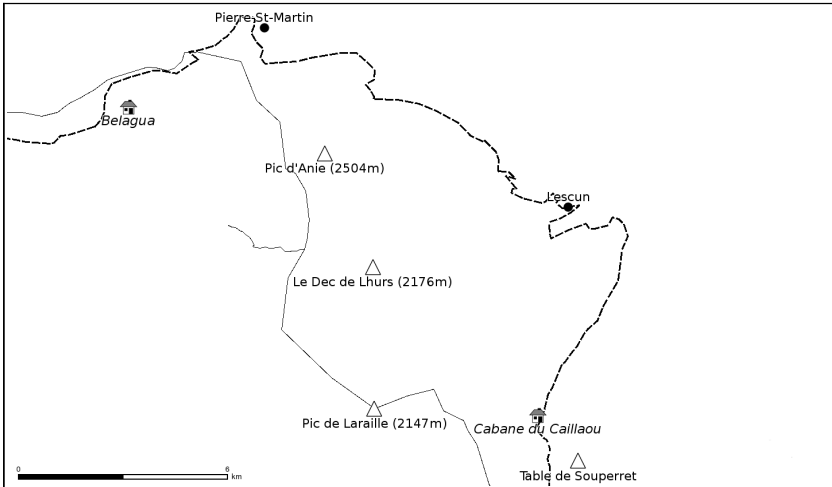 Pierre-St-Martin
Belagua
Pic d'Anie (2504m)
Lescun
Le Dec de Lhurs (2176m)
Pic de Laraille (2147m)
Cabane du Caillaou
Table de Souperret
0 6
km